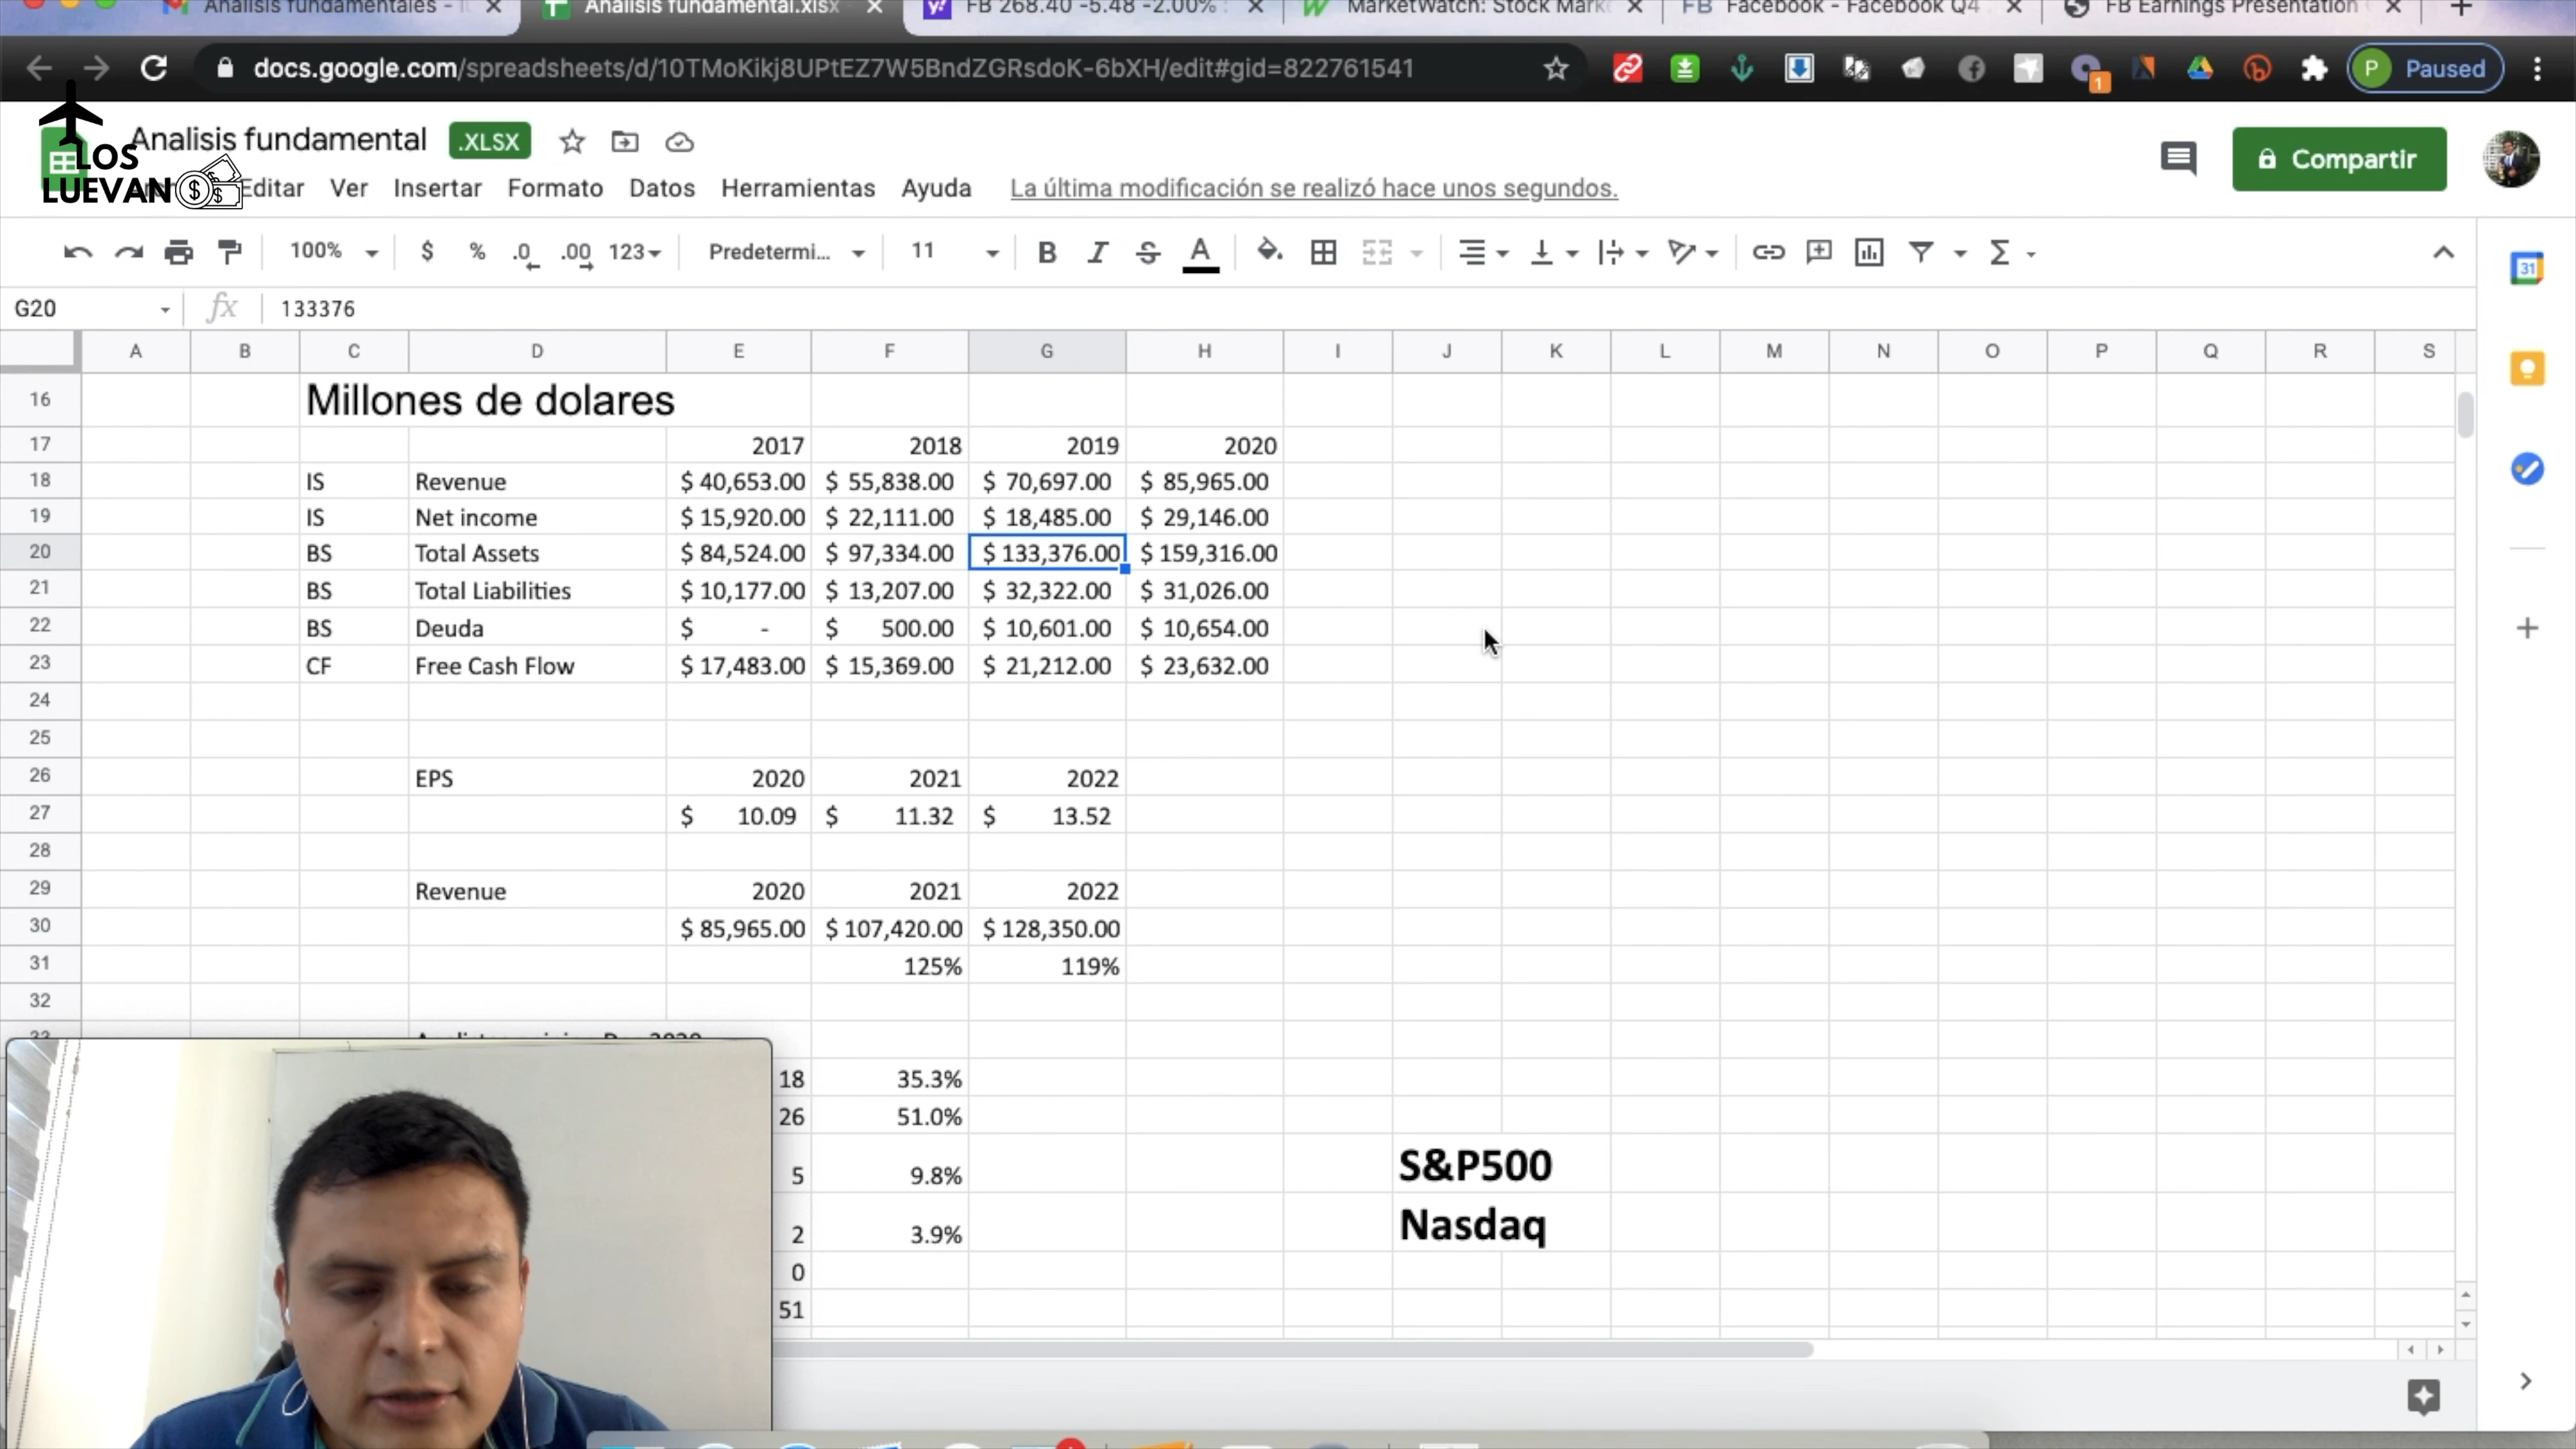 Analisis fundamentales -
Analisis fundamental.xlsx
FB 268.40 -5.48 -2.00%
MarketWatch: Stock Mark
FB Facebook - Facebook Q4
FB Earnings Presentation
docs.google.com/spreadsheets/d/10TMoKikj8UPtEZ7W5BndZGRsdoK-6bXH/edit#gid=822761541
1
P Paused
Analisis fundamental .XLSX
LOS
LUEVAN
Compartir
Editar Ver Insertar Formato Datos Herramientas Ayuda La última modificación se realizó hace unos segundos.
100% $ % .0 .00 123 Predetermi... 11 B I S A Σ
31
G20 fx 133376
A B C D E F G H I J K L M N O P Q R S
16 Millones de dolares
17 2017 2018 2019 2020
18 IS Revenue $ 40,653.00 $ 55,838.00 $ 70,697.00 $ 85,965.00
19 IS Net income $ 15,920.00 $ 22,111.00 $ 18,485.00 $ 29,146.00
20 BS Total Assets $ 84,524.00 $ 97,334.00 $ 133,376.00 $ 159,316.00
21 BS Total Liabilities $ 10,177.00 $ 13,207.00 $ 32,322.00 $ 31,026.00
22 BS Deuda $ - $ 500.00 $ 10,601.00 $ 10,654.00
23 CF Free Cash Flow $ 17,483.00 $ 15,369.00 $ 21,212.00 $ 23,632.00
24
25
26 EPS 2020 2021 2022
27 $ 10.09 $ 11.32 $ 13.52
28
29 Revenue 2020 2021 2022
30 $ 85,965.00 $ 107,420.00 $ 128,350.00
31 125% 119%
32
18 35.3%
26 51.0%
5 9.8% S&P500
2 3.9% Nasdaq
0
51